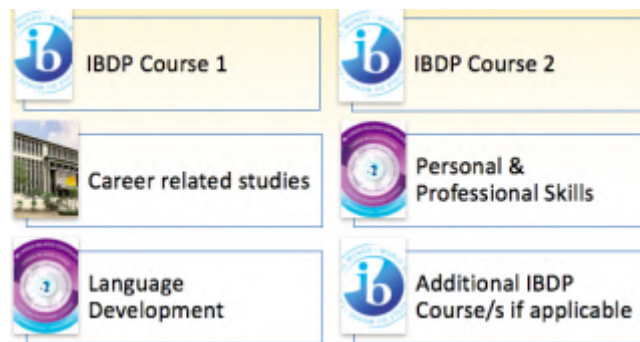 IBDP Course 1
IBDP Course 2
Career related studies
Personal &
Professional Skills
Language
Development
Additional IBDP
Course/s if applicable